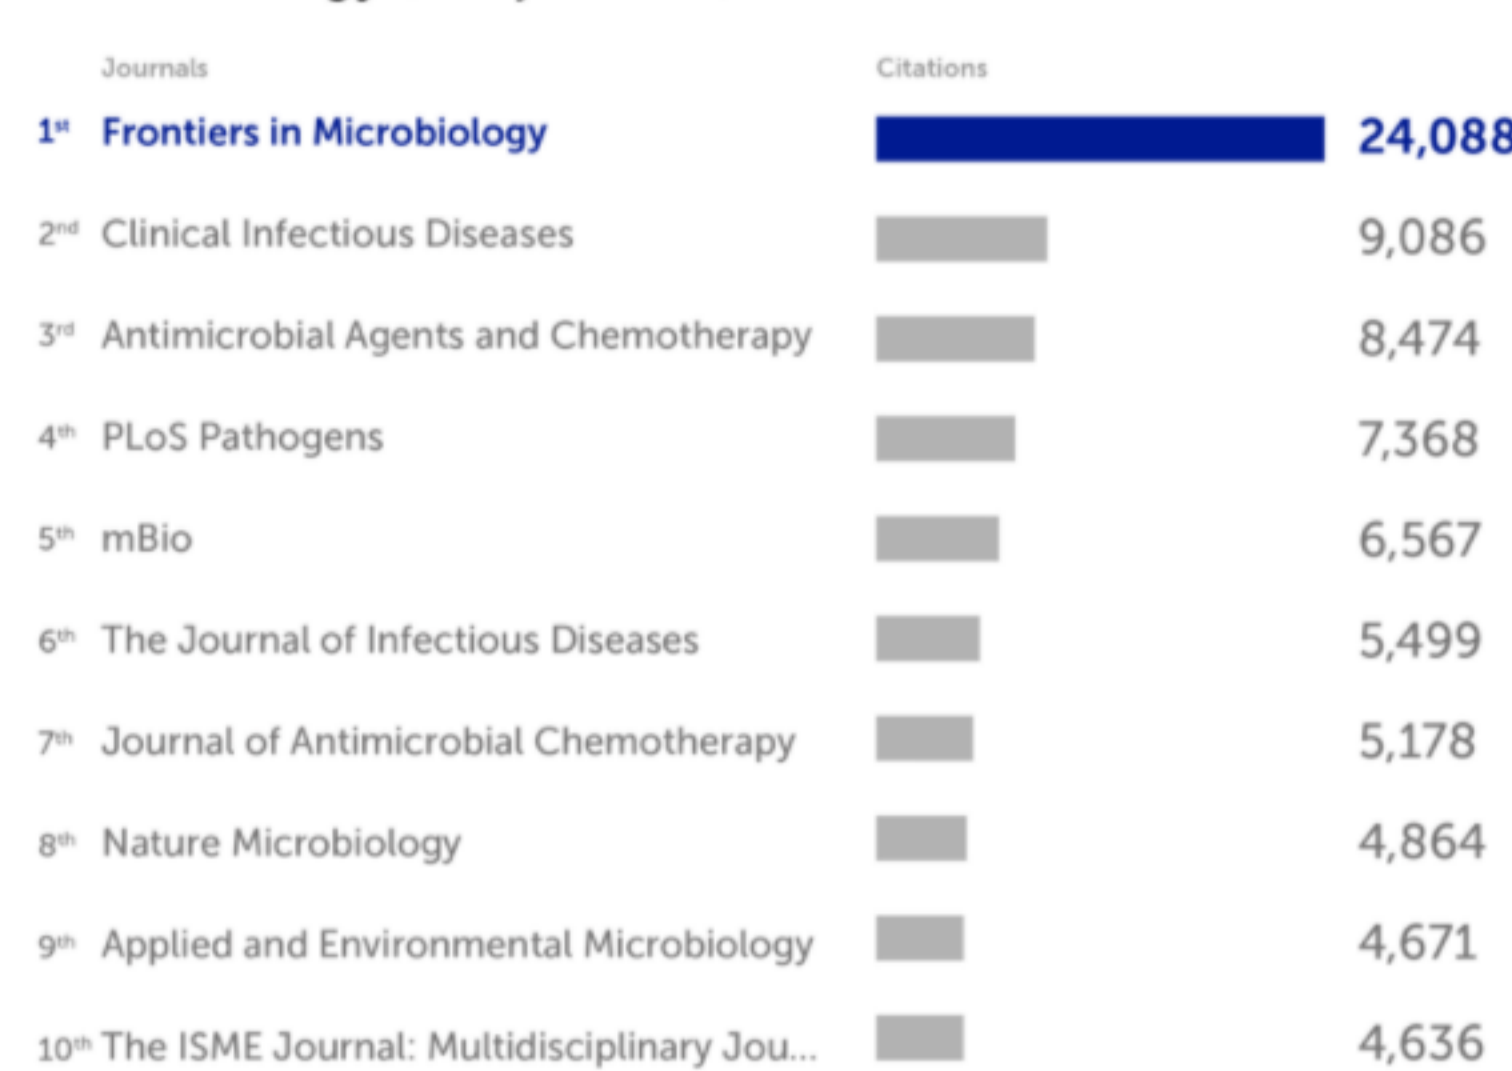 Journals Citations
1st Frontiers in Microbiology 24,088
2nd Clinical Infectious Diseases 9,086
3rd Antimicrobial Agents and Chemotherapy 8,474
4th PLoS Pathogens 7,368
5th mBio 6,567
6th The Journal of Infectious Diseases 5,499
7th Journal of Antimicrobial Chemotherapy 5,178
8th Nature Microbiology 4,864
9th Applied and Environmental Microbiology 4,671
10th The ISME Journal: Multidisciplinary Jou... 4,636